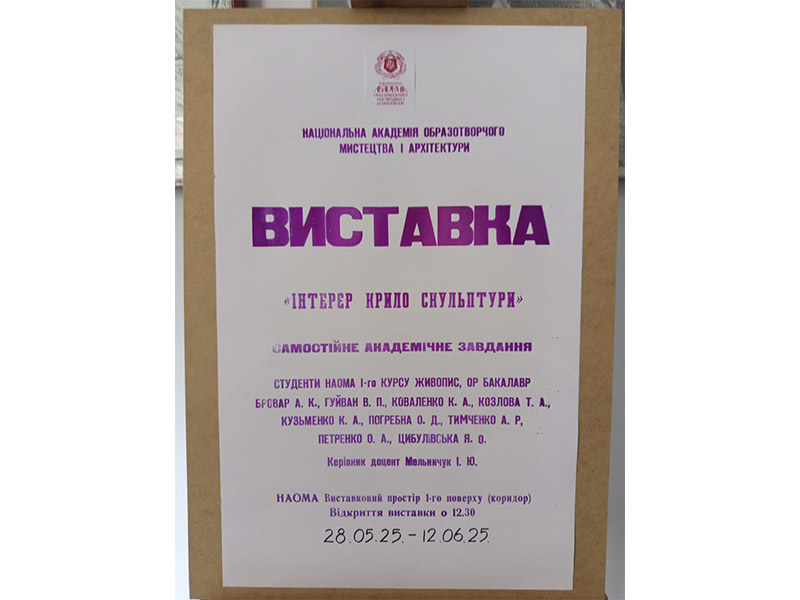 НАЦІОНАЛЬНА АКАДЕМІЯ ОБРАЗОТВОРЧОГО
МИСТЕЦТВА І АРХІТЕКТУРИ
ВИСТАВКА
«ІНТЕРЄР КРИЛО СКУЛЬПТУРИ»
САМОСТІЙНЕ АКАДЕМІЧНЕ ЗАВДАННЯ
СТУДЕНТИ НАОМА 1-го КУРСУ ЖИВОПИС, ОР БАКАЛАВР
БРОВАР А. К., ГУЙВАН В. П., КОВАЛЕНКО К. А., КОЗЛОВА Т. А.,
КУЗЬМЕНКО К. А., ПОГРЕБНА О. Д., ТИМЧЕНКО А. Р,
ПЕТРЕНКО О. А., ЦИБУЛІВСЬКА Я. О.
Керівник доцент Мельничук І. Ю.
НАОМА Виставковий простір 1-го поверху (коридор)
Відкриття виставки о 12.30
28.05.25. – 12.06.25.